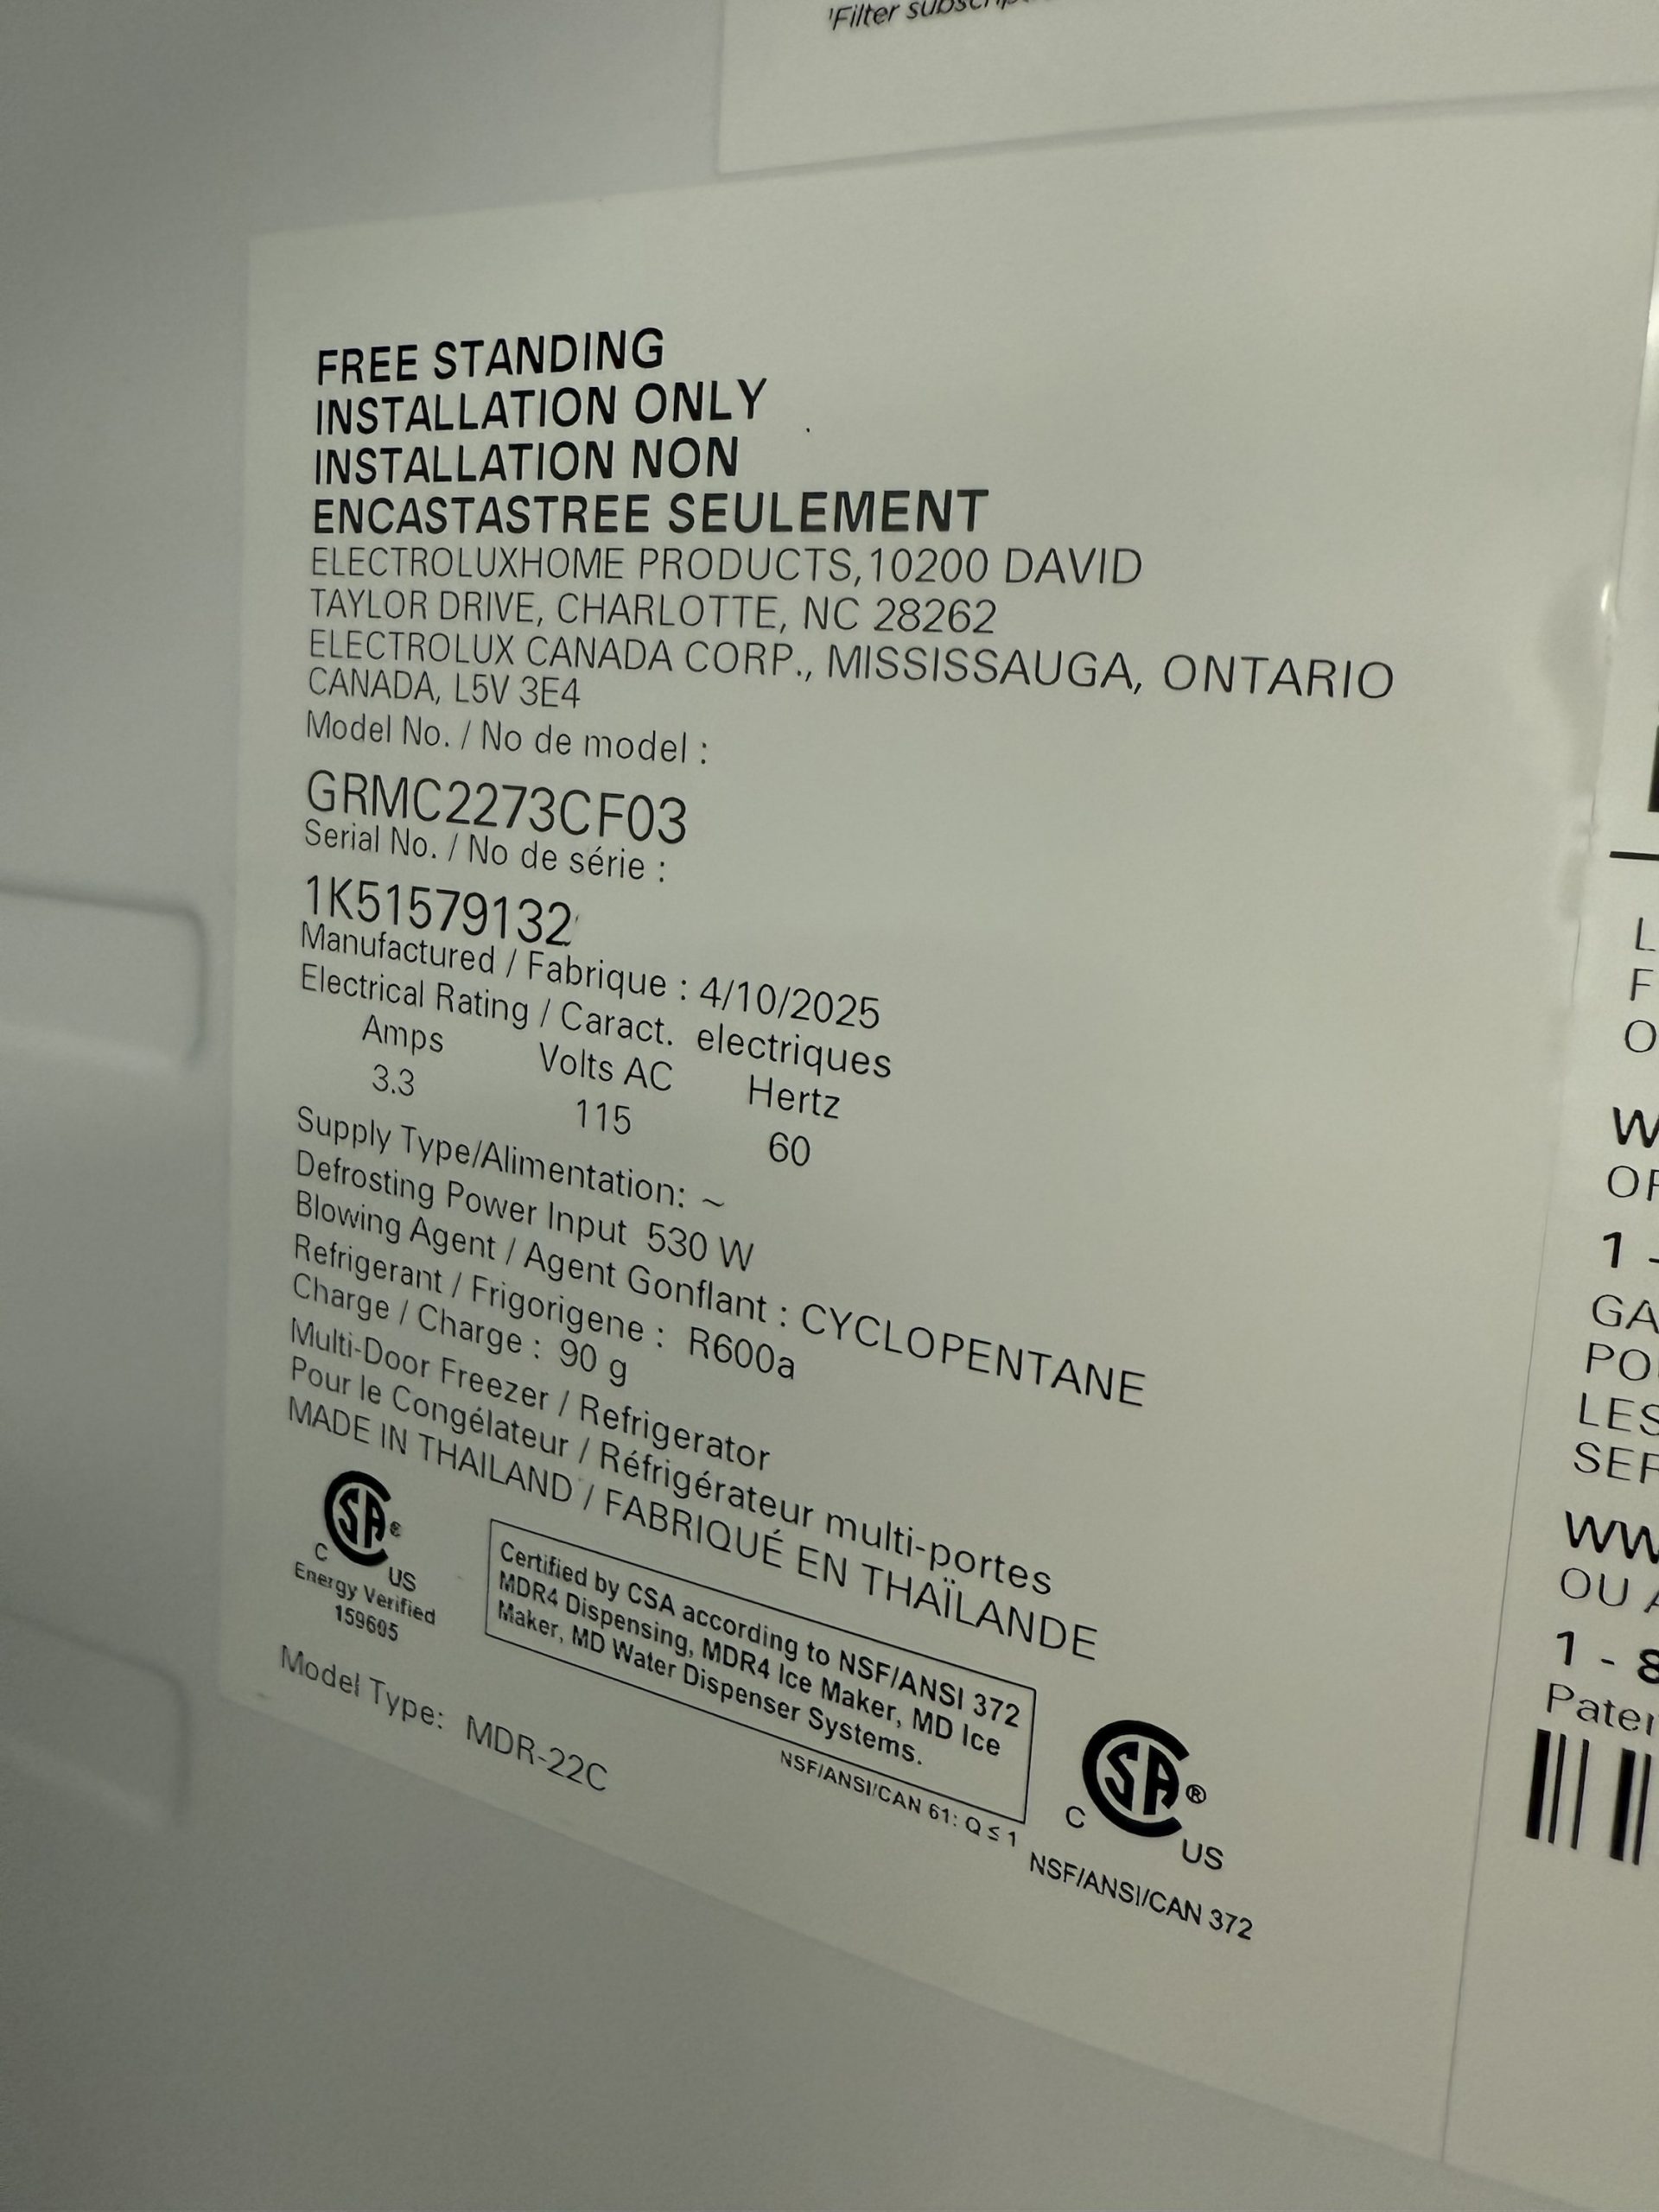 ¹Filter
FREE STANDING
INSTALLATION ONLY
INSTALLATION NON
ENCASTASTREE SEULEMENT
ELECTROLUXHOME PRODUCTS,10200 DAVID
TAYLOR DRIVE, CHARLOTTE, NC 28262
ELECTROLUX CANADA CORP., MISSISSAUGA, ONTARIO
CANADA, L5V 3E4
Model No. / No de model :
GRMC2273CF03
Serial No. / No de série :
1K51579132
Manufactured / Fabrique : 4/10/2025
Electrical Rating / Caract. electriques
Amps Volts AC Hertz
3.3 115 60
Supply Type/Alimentation: ~
Defrosting Power Input 530 W
Blowing Agent / Agent Gonflant : CYCLOPENTANE
Refrigerant / Frigorigene : R600a
Charge / Charge : 90 g
Multi-Door Freezer / Refrigerator
Pour le Congélateur / Réfrigérateur multi-portes
MADE IN THAILAND / FABRIQUÉ EN THAÏLANDE
CSA®
C US
Energy Verified
159605
Certified by CSA according to NSF/ANSI 372
MDR4 Dispensing, MDR4 Ice Maker, MD Ice
Maker, MD Water Dispenser Systems.
NSF/ANSI/CAN 61: Q ≤ 1
CSA®
C US
NSF/ANSI/CAN 372
Model Type: MDR-22C
L
F
O
W
OF
1 -
GA
PO
LES
SER
WW
OU A
1 - 8